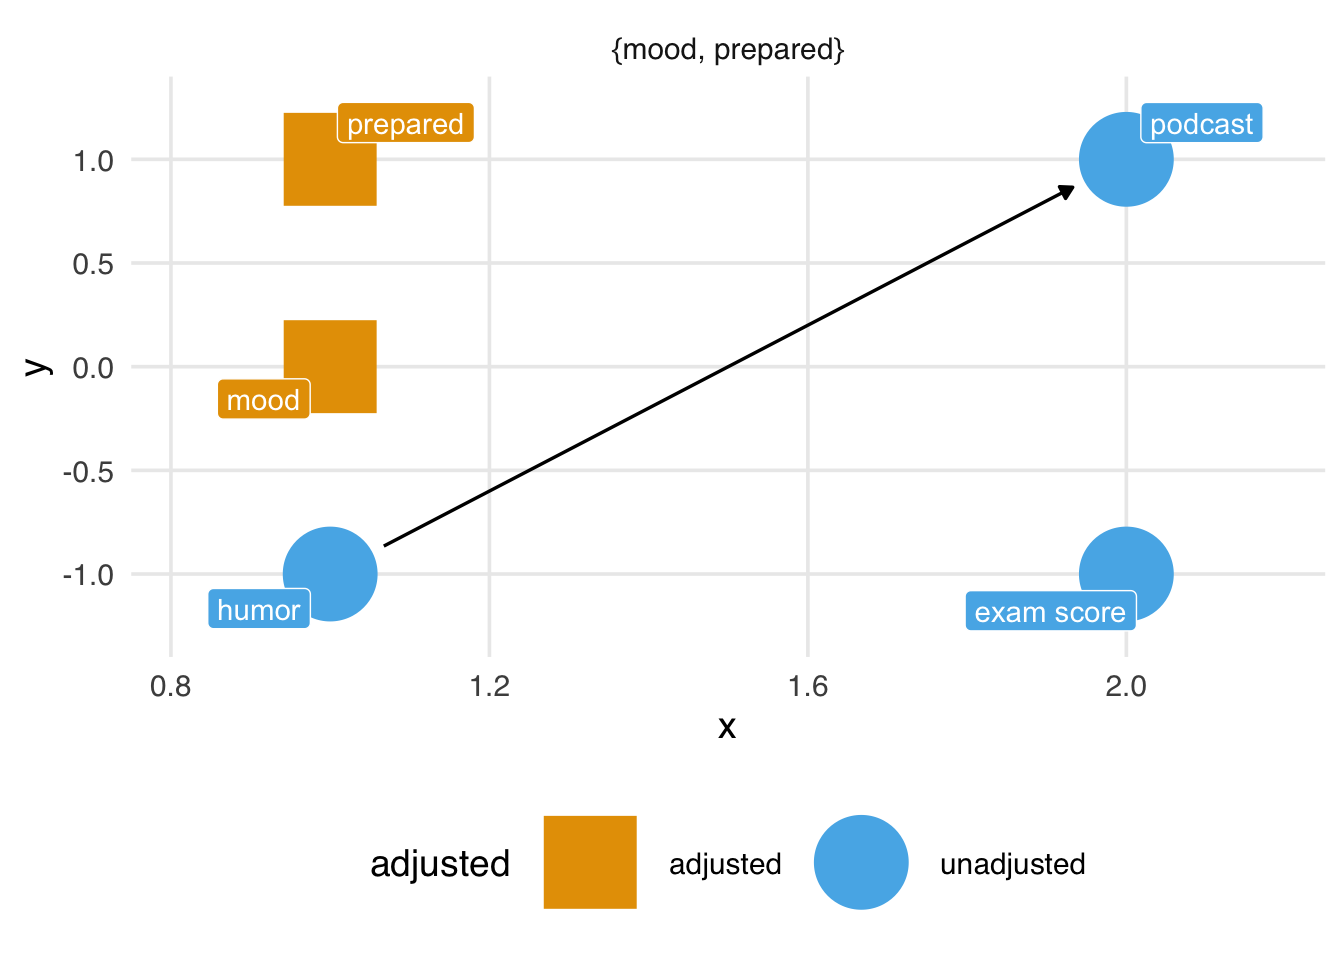 {mood, prepared}
prepared
podcast
1.0
0.5
y
0.0
mood
-0.5
-1.0
humor
exam score
0.8 1.2 1.6 2.0
x
adjusted adjusted unadjusted